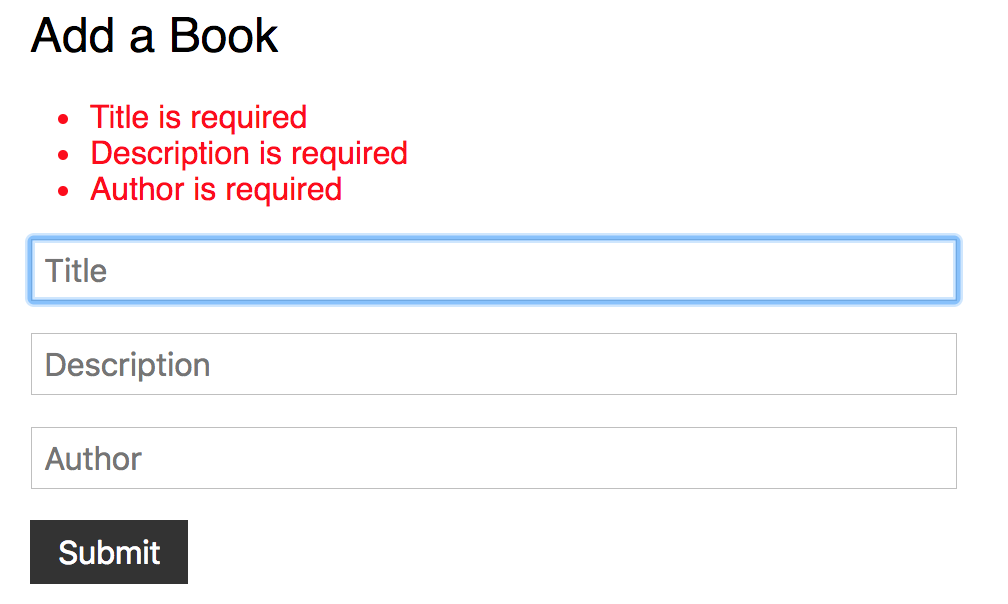 Add a Book
Title is required
Description is required
Author is required
Title
Description
Author
Submit